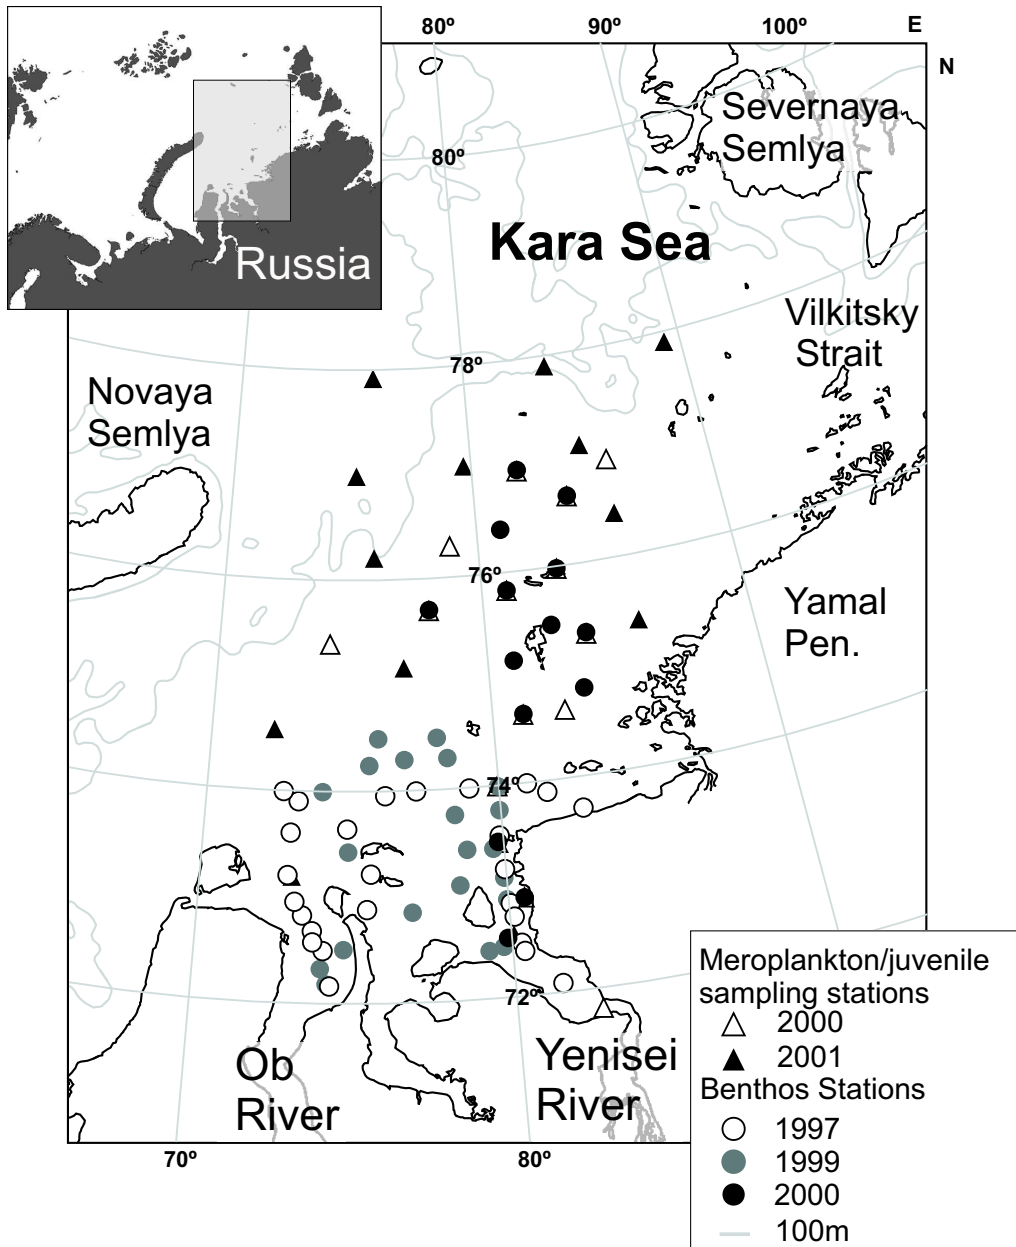 80º
90º
100º
E
N
Severnaya
Semlya
80º
Kara Sea
Russia
Vilkitsky
Strait
78º
Novaya
Semlya
76º
Yamal
Pen.
74º
72º
Ob
River
Yenisei
River
70º
80º
Meroplankton/juvenile
sampling stations
2000
2001
Benthos Stations
1997
1999
2000
100m